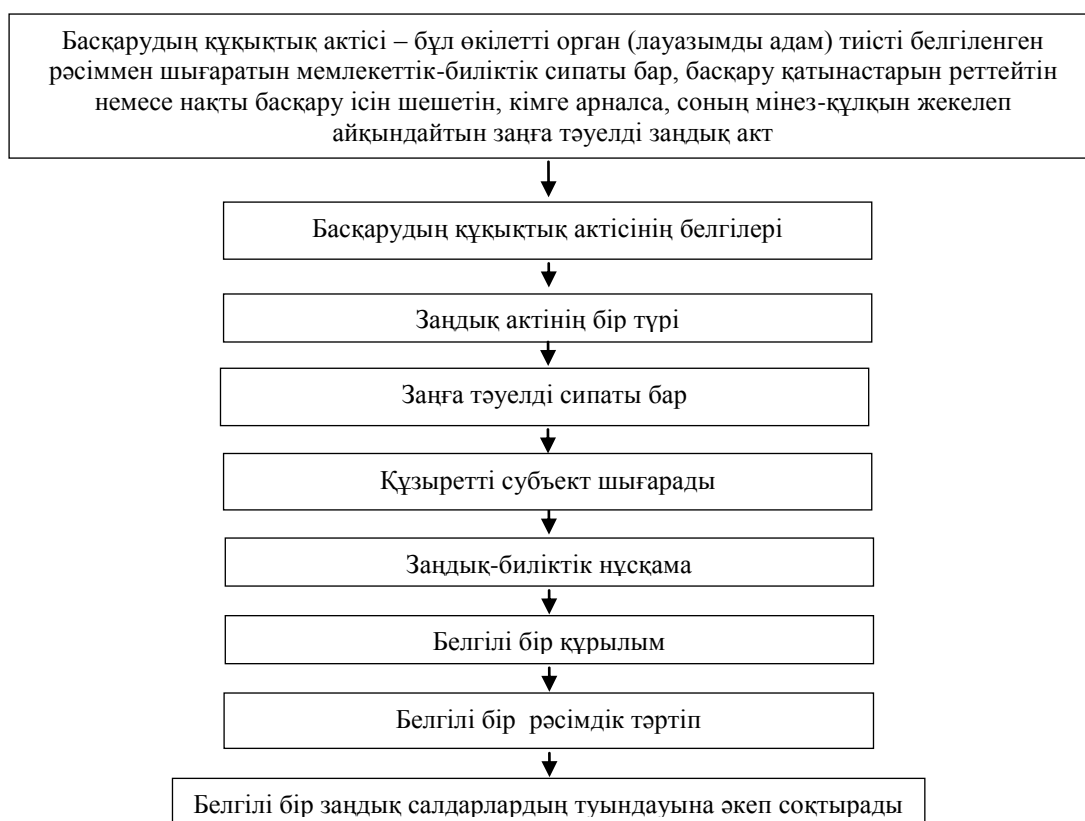 Басқарудың құқықтық актісі – бұл өкілетті орган (лауазымды адам) тиісті белгіленген
рәсіммен шығаратын мемлекеттік-биліктік сипаты бар, басқару қатынастарын реттейтін
немесе нақты басқару ісін шешетін, кімге арналса, соның мінез-құлқын жекелеп
айқындайтын заңға тәуелді заңдық акт
Басқарудың құқықтық актісінің белгілері
Заңдық актінің бір түрі
Заңға тәуелді сипаты бар
Құзыретті субъект шығарады
Заңдық-биліктік нұсқама
Белгілі бір құрылым
Белгілі бір рәсімдік тәртіп
Белгілі бір заңдық салдарлардың туындауына әкеп соқтырады